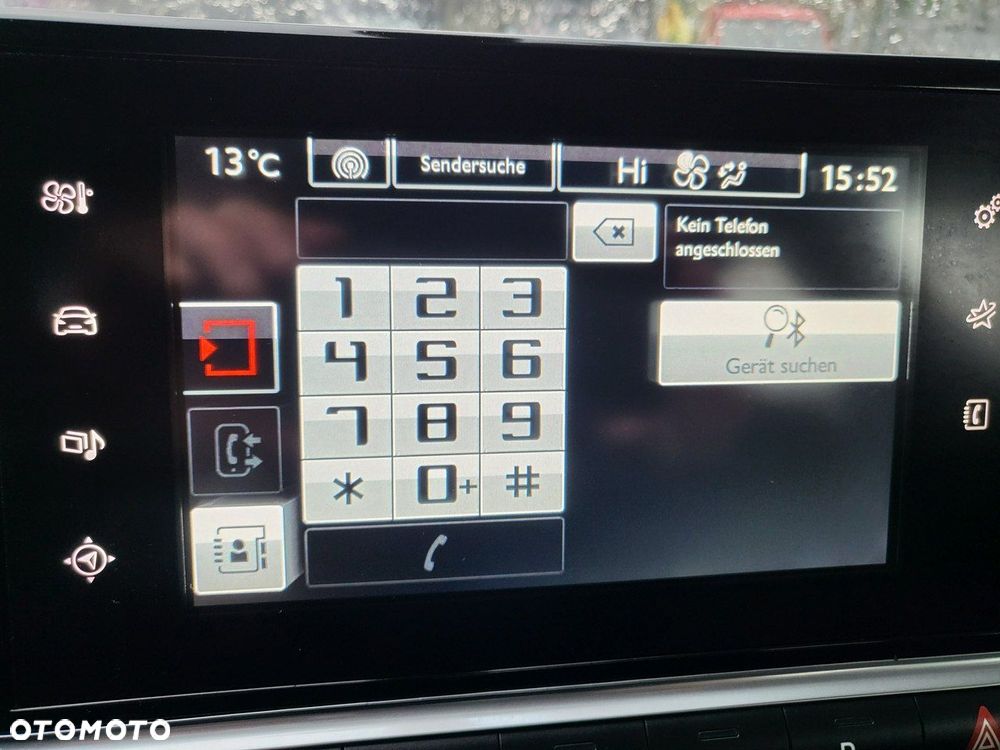 13°C
Sendersuche
Hi
15:52
Kein Telefon
angeschlossen
1 2 3
4 5 6
7 8 9
* 0+ #
Gerät suchen
OTOMOTO